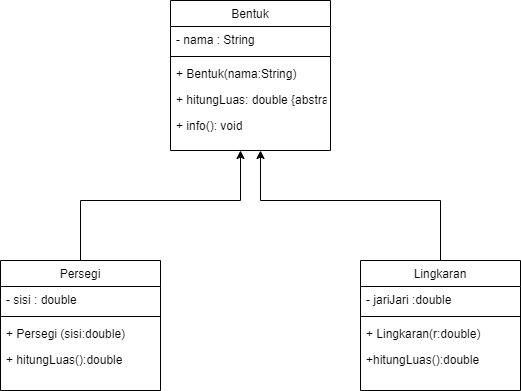 Bentuk
- nama : String
+ Bentuk(nama:String)
+ hitungLuas: double {abstra
+ info(): void
Persegi
- sisi : double
+ Persegi (sisi:double)
+ hitungLuas():double
Lingkaran
- jariJari :double
+ Lingkaran(r:double)
+hitungLuas():double